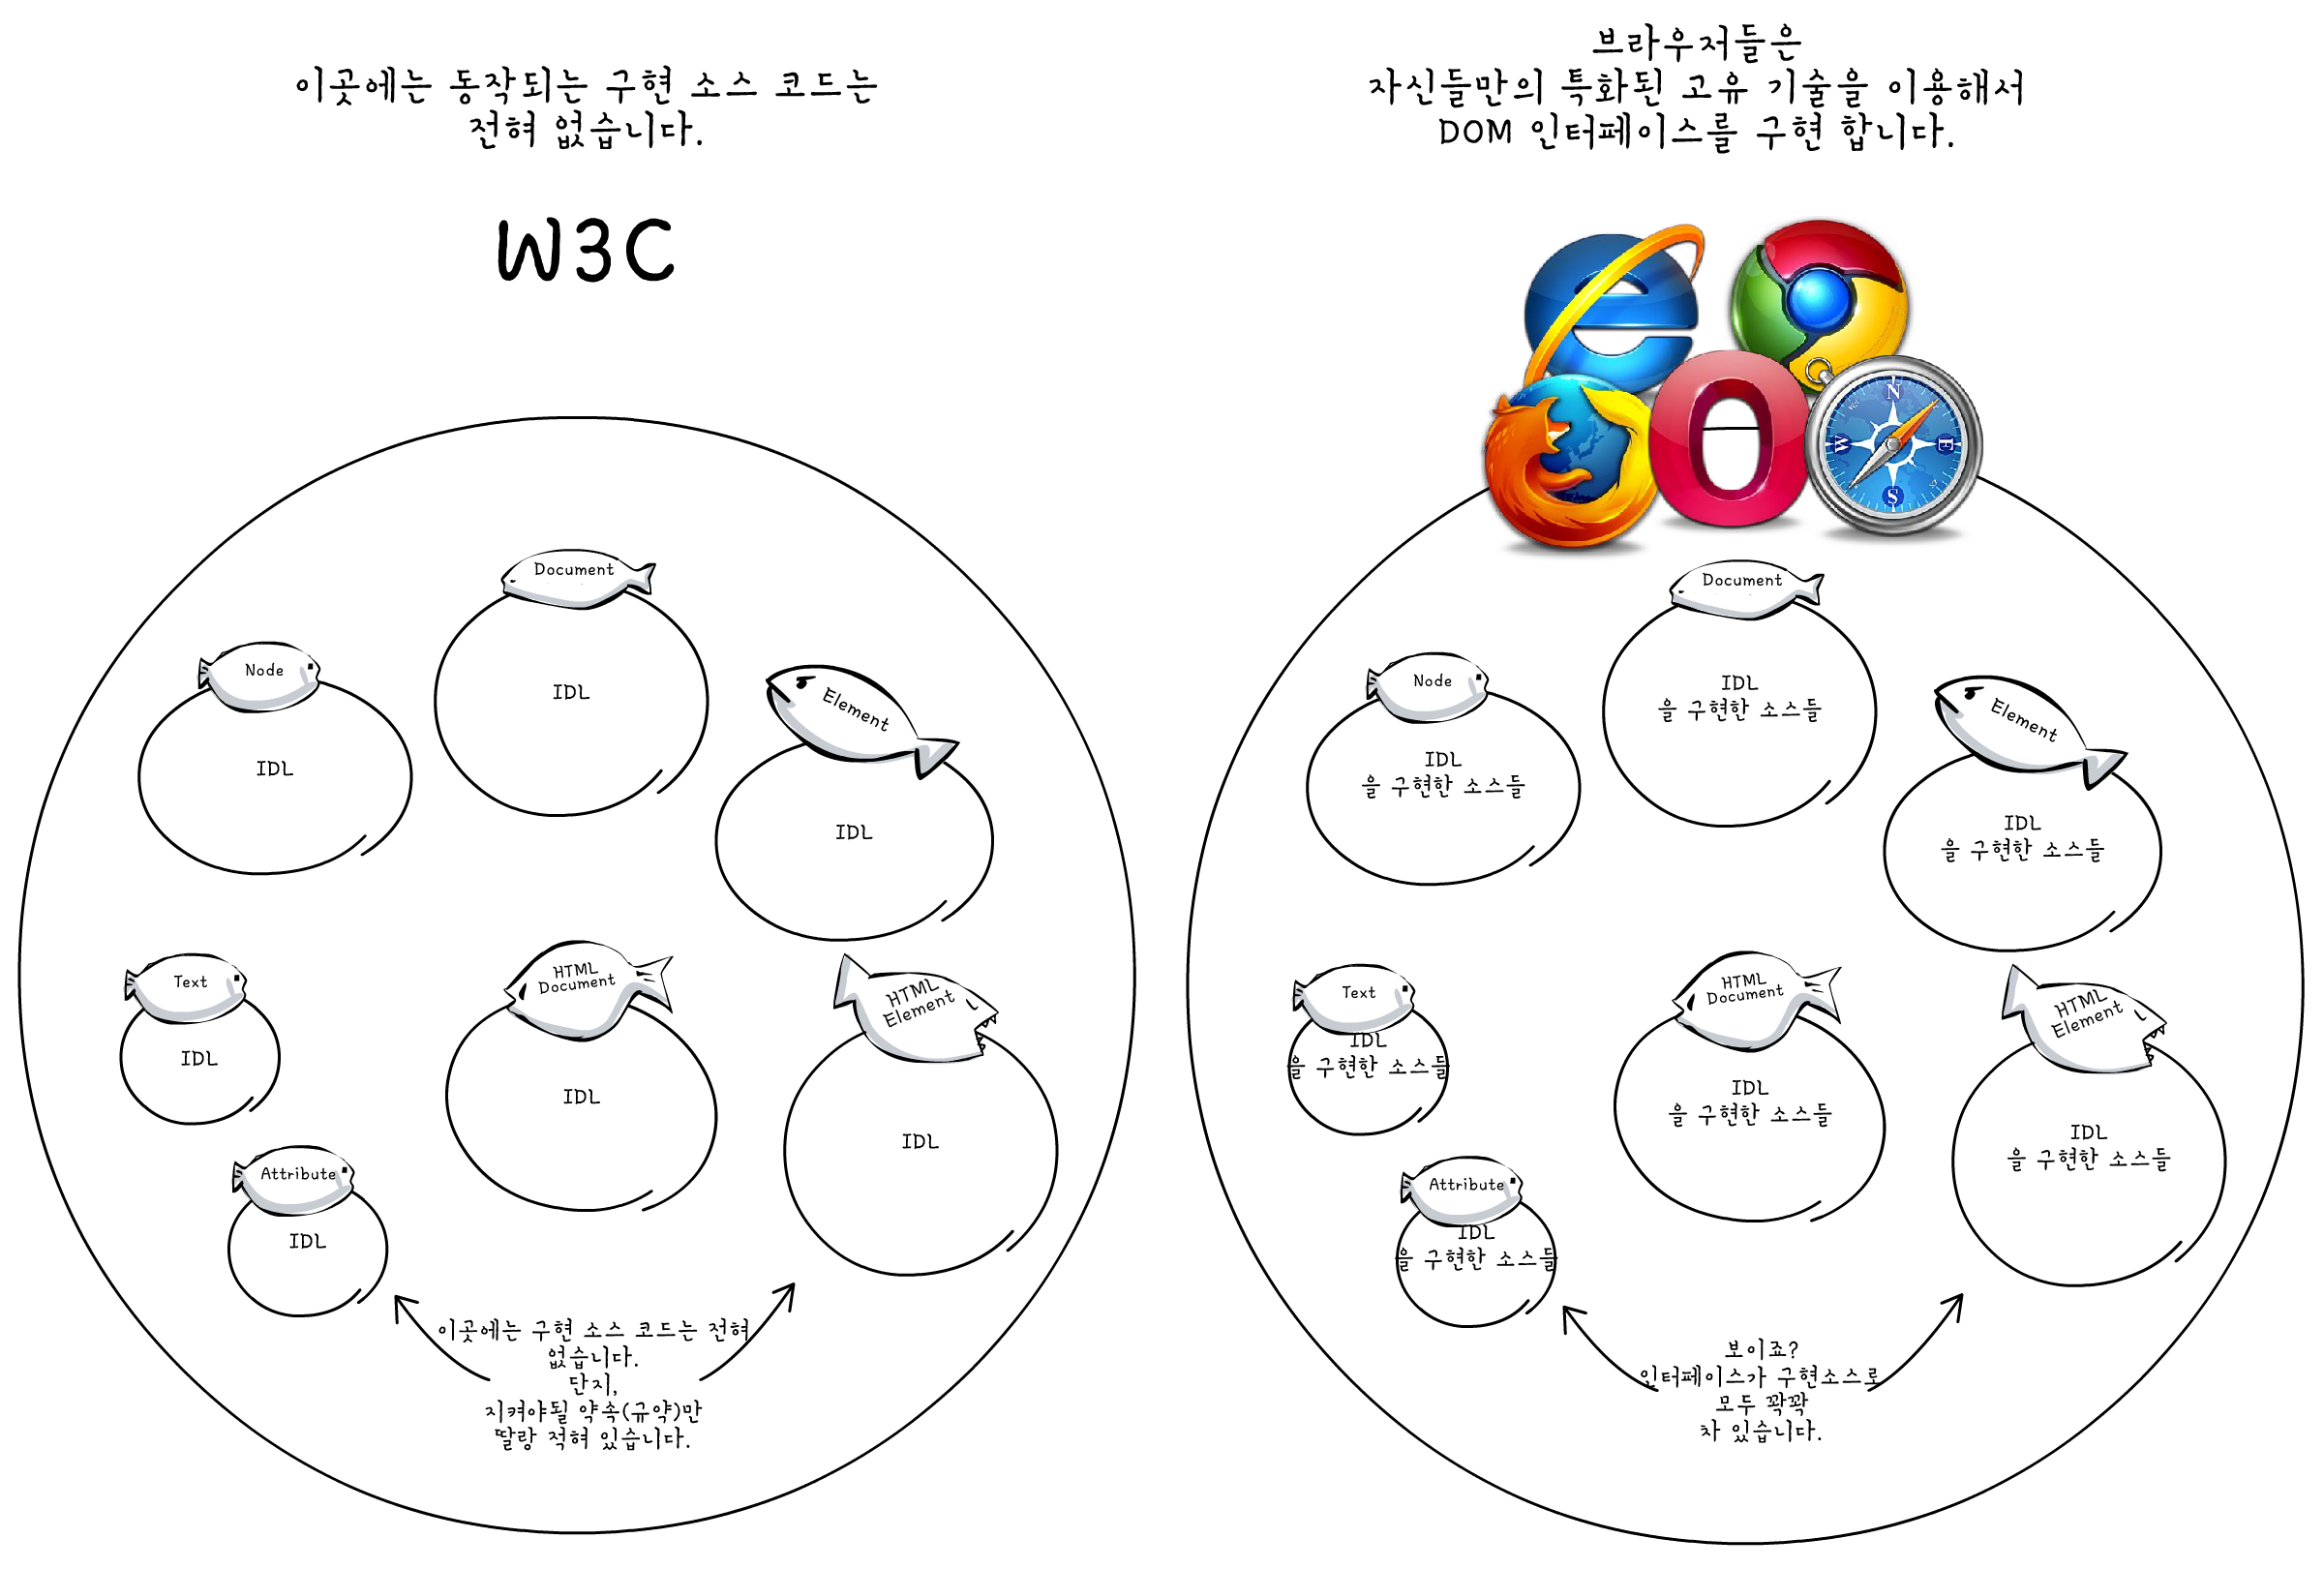 이곳에는 동작되는 구현 소스 코드는
전혀 없습니다.
W3C
Document
IDL
Node
IDL
Element
IDL
Text
IDL
HTML
Document
IDL
HTML
Element
IDL
Attribute
IDL
이곳에는 구현 소스 코드는 전혀
없습니다.
단지,
지켜야될 약속(규약)만
딸랑 적혀 있습니다.
브라우저들은
자신들만의 특화된 고유 기술을 이용해서
DOM 인터페이스를 구현 합니다.
N
W
E
S
Document
IDL
을 구현한 소스들
Node
IDL
을 구현한 소스들
Element
IDL
을 구현한 소스들
Text
IDL
을 구현한 소스들
HTML
Document
IDL
을 구현한 소스들
HTML
Element
IDL
을 구현한 소스들
Attribute
IDL
을 구현한 소스들
보이죠?
인터페이스가 구현소스로
모두 꽉꽉
차 있습니다.